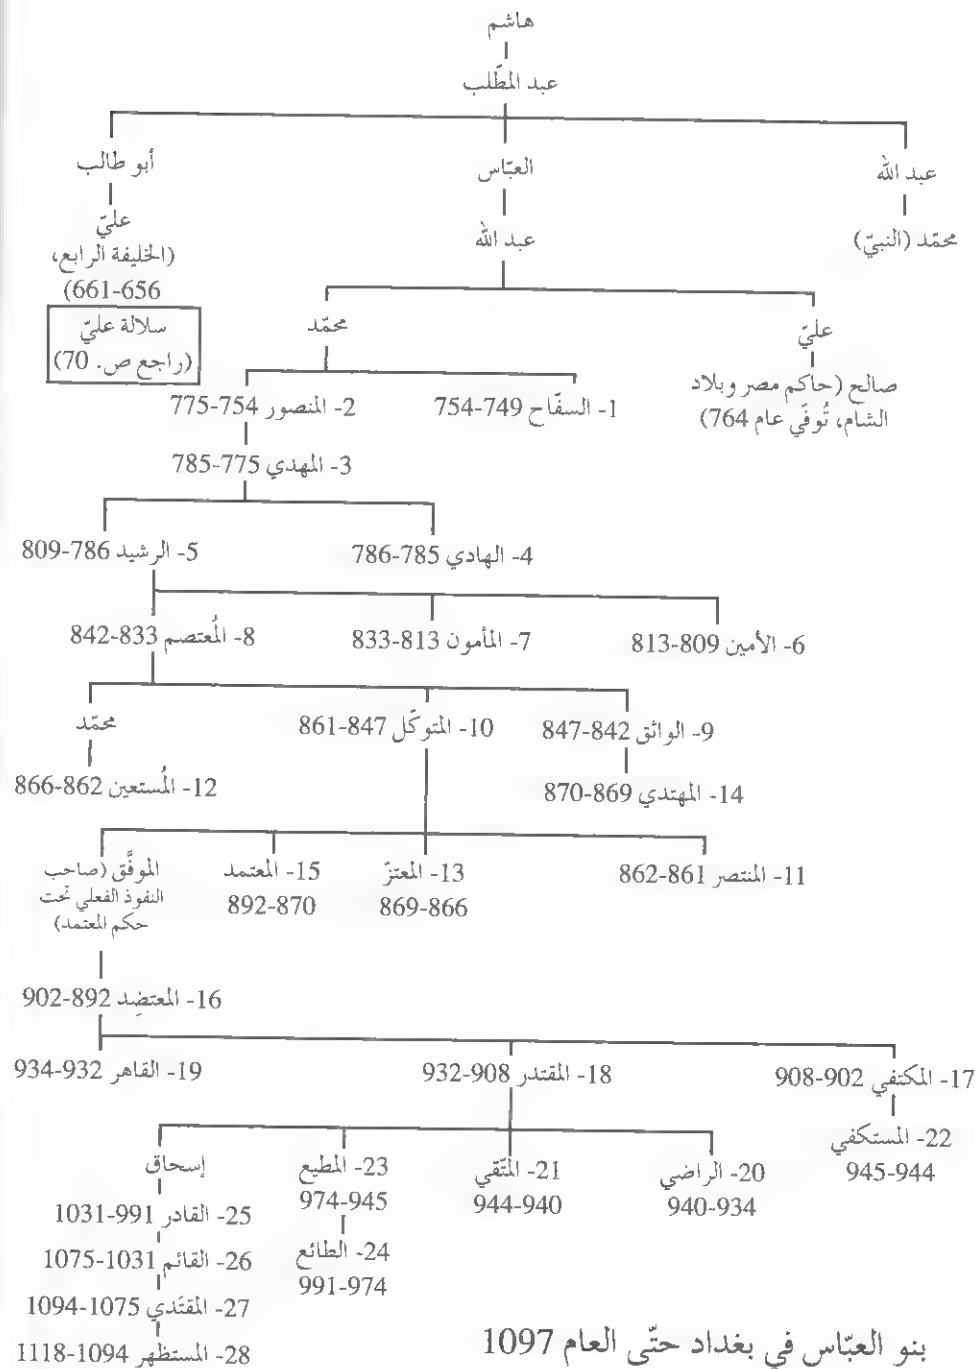 هاشم
عبد المطّلب
عبد الله
العبّاس
أبو طالب
محمّد (النبيّ)
عبد الله
عليّ
(الخليفة الرابع،
656-661)
سلالة عليّ
(راجع ص. 70)
عليّ
محمّد
صالح (حاكم مصر وبلاد
الشام، تُوفّي عام 764)
1- السفّاح 749-754
2- المنصور 754-775
3- المهدي 775-785
4- الهادي 785-786
5- الرشيد 786-809
6- الأمين 809-813
7- المأمون 813-833
8- المُعتصم 833-842
9- الواثق 842-847
10- المتوكّل 847-861
محمّد
14- المهتدي 869-870
12- المُستعين 862-866
11- المنتصر 861-862
13- المعتزّ
866-869
15- المعتمد
870-892
الموفَّق (صاحب
النفوذ الفعلي تحت
حكم المعتمد)
16- المعتضِد 892-902
17- المكتفي 902-908
18- المقتدر 908-932
19- القاهر 932-934
22- المستكفي
944-945
20- الراضي
934-940
21- المتّقي
940-944
23- المطيع
945-974
إسحاق
24- الطائع
974-991
25- القادر 991-1031
26- القائم 1031-1075
27- المقتَدي 1075-1094
28- المستظهر 1094-1118
بنو العبّاس في بغداد حتّى العام 1097